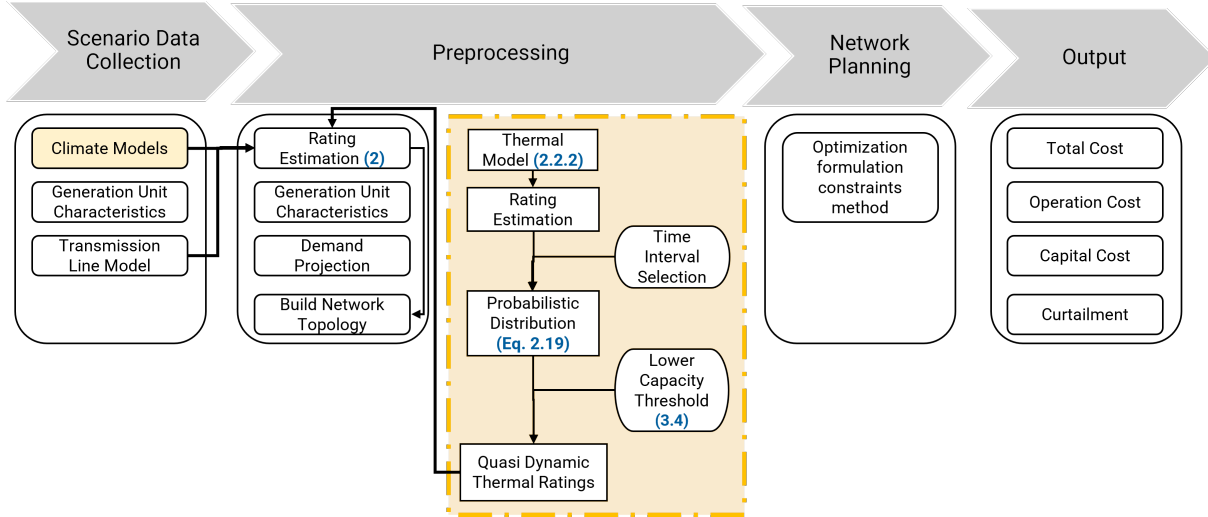 Scenario Data
Collection
Preprocessing
Network
Planning
Output
Climate Models
Generation Unit
Characteristics
Transmission
Line Model
Rating
Estimation (2)
Generation Unit
Characteristics
Demand
Projection
Build Network
Topology
Thermal
Model (2.2.2)
Rating
Estimation
Time
Interval
Selection
Probabilistic
Distribution
(Eq. 2.19)
Lower
Capacity
Threshold
(3.4)
Quasi Dynamic
Thermal Ratings
Optimization
formulation
constraints
method
Total Cost
Operation Cost
Capital Cost
Curtailment